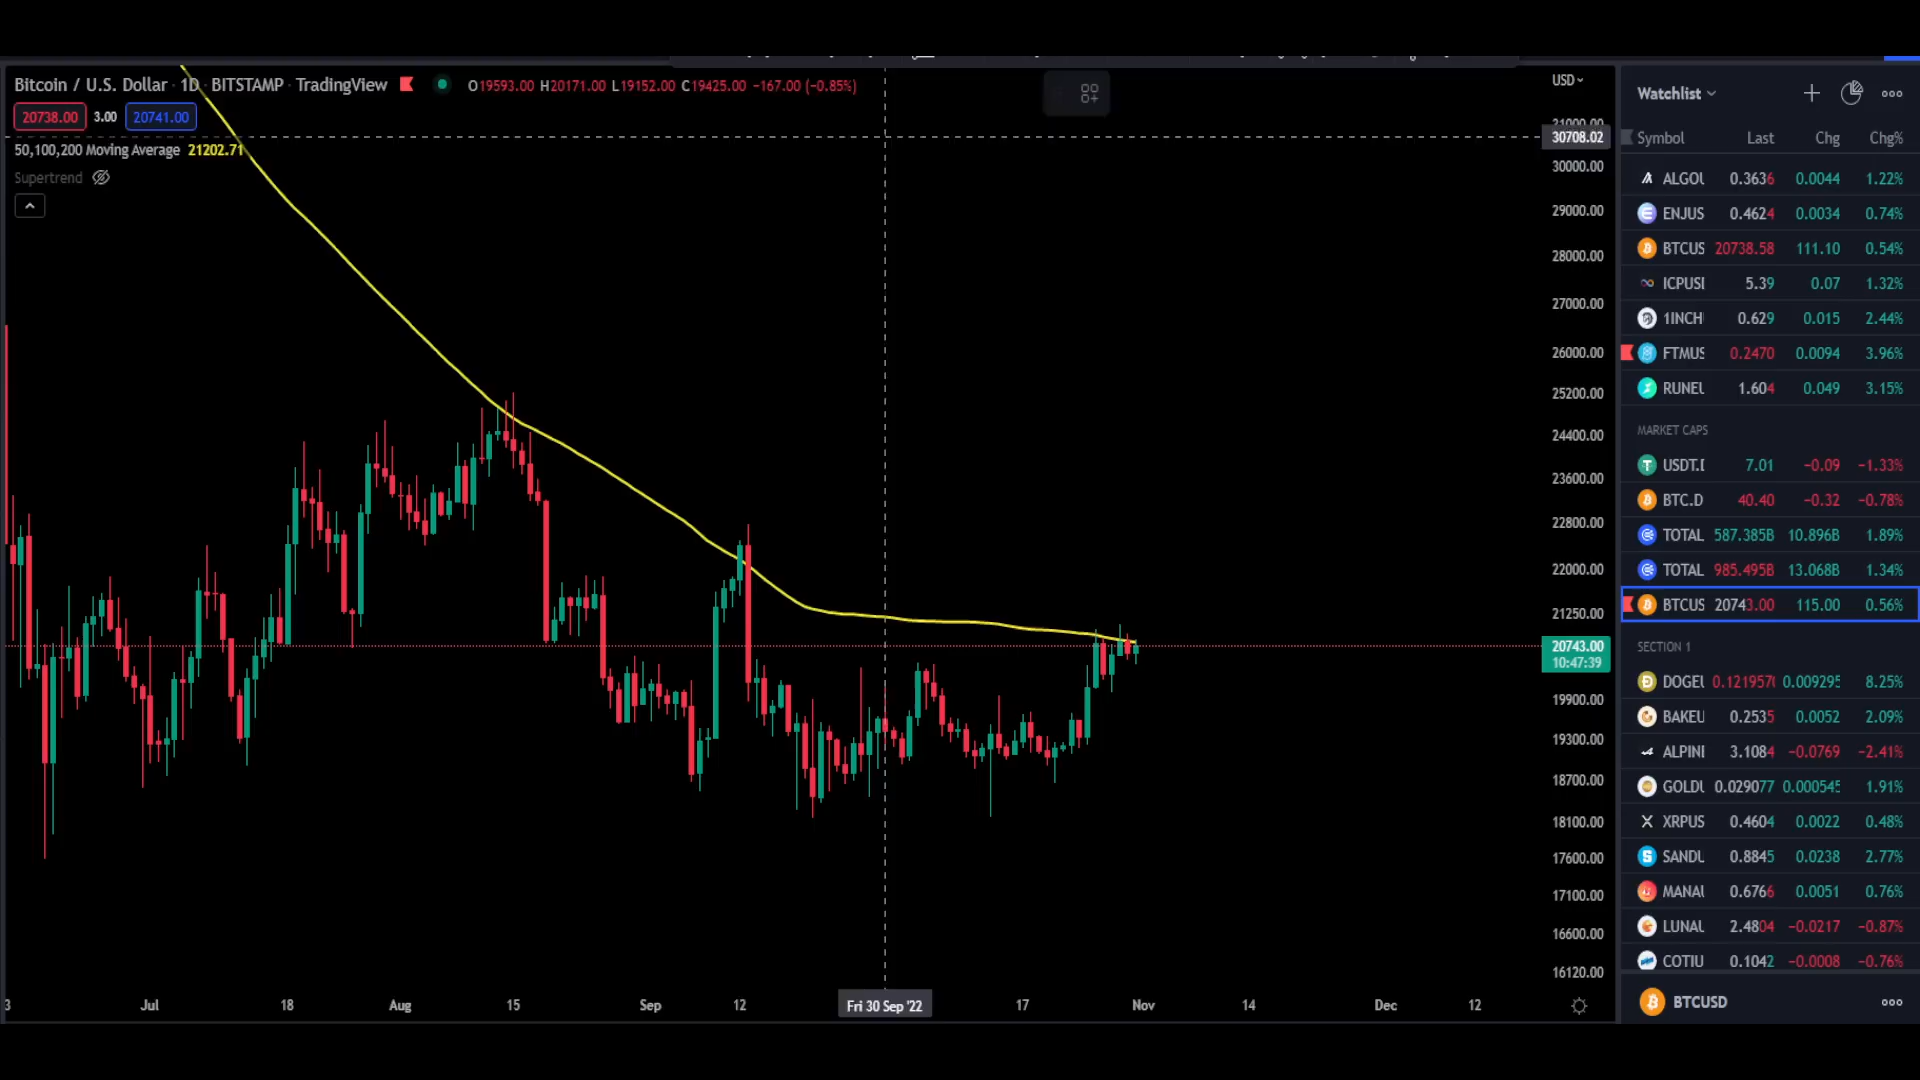 Bitcoin / U.S. Dollar · 1D · BITSTAMP · TradingView O19593.00 H20171.00 L19152.00 C19425.00 −167.00 (−0.85%)
20738.00 3.00 20741.00
50,100,200 Moving Average 21202.71
Supertrend
USD
30708.02
30000.00
29000.00
28000.00
27000.00
26000.00
25200.00
24400.00
23600.00
22800.00
22000.00
21250.00
20743.00
10:47:39
19900.00
19300.00
18700.00
18100.00
17600.00
17100.00
16600.00
16120.00
3 Jul 18 Aug 15 Sep 12 Fri 30 Sep '22 17 Nov 14 Dec 12
Watchlist
Symbol Last Chg Chg%
ALGOU 0.3636 0.0044 1.22%
ENJUS 0.4624 0.0034 0.74%
BTCUS 20738.58 111.10 0.54%
ICPUSI 5.39 0.07 1.32%
1INCH 0.629 0.015 2.44%
FTMUS 0.2470 0.0094 3.96%
RUNEU 1.604 0.049 3.15%
MARKET CAPS
USDT.D 7.01 −0.09 −1.33%
BTC.D 40.40 −0.32 −0.78%
TOTAL 587.385B 10.896B 1.89%
TOTAL 985.495B 13.068B 1.34%
BTCUS 20743.00 115.00 0.56%
SECTION 1
DOGEU 0.121957 0.009295 8.25%
BAKEU 0.2535 0.0052 2.09%
ALPINE 3.1084 −0.0769 −2.41%
GOLDU 0.029077 0.000545 1.91%
XRPUS 0.4604 0.0022 0.48%
SANDU 0.8845 0.0238 2.77%
MANAU 0.6766 0.0051 0.76%
LUNAU 2.4804 −0.0217 −0.87%
COTIU 0.1042 −0.0008 −0.76%
BTCUSD